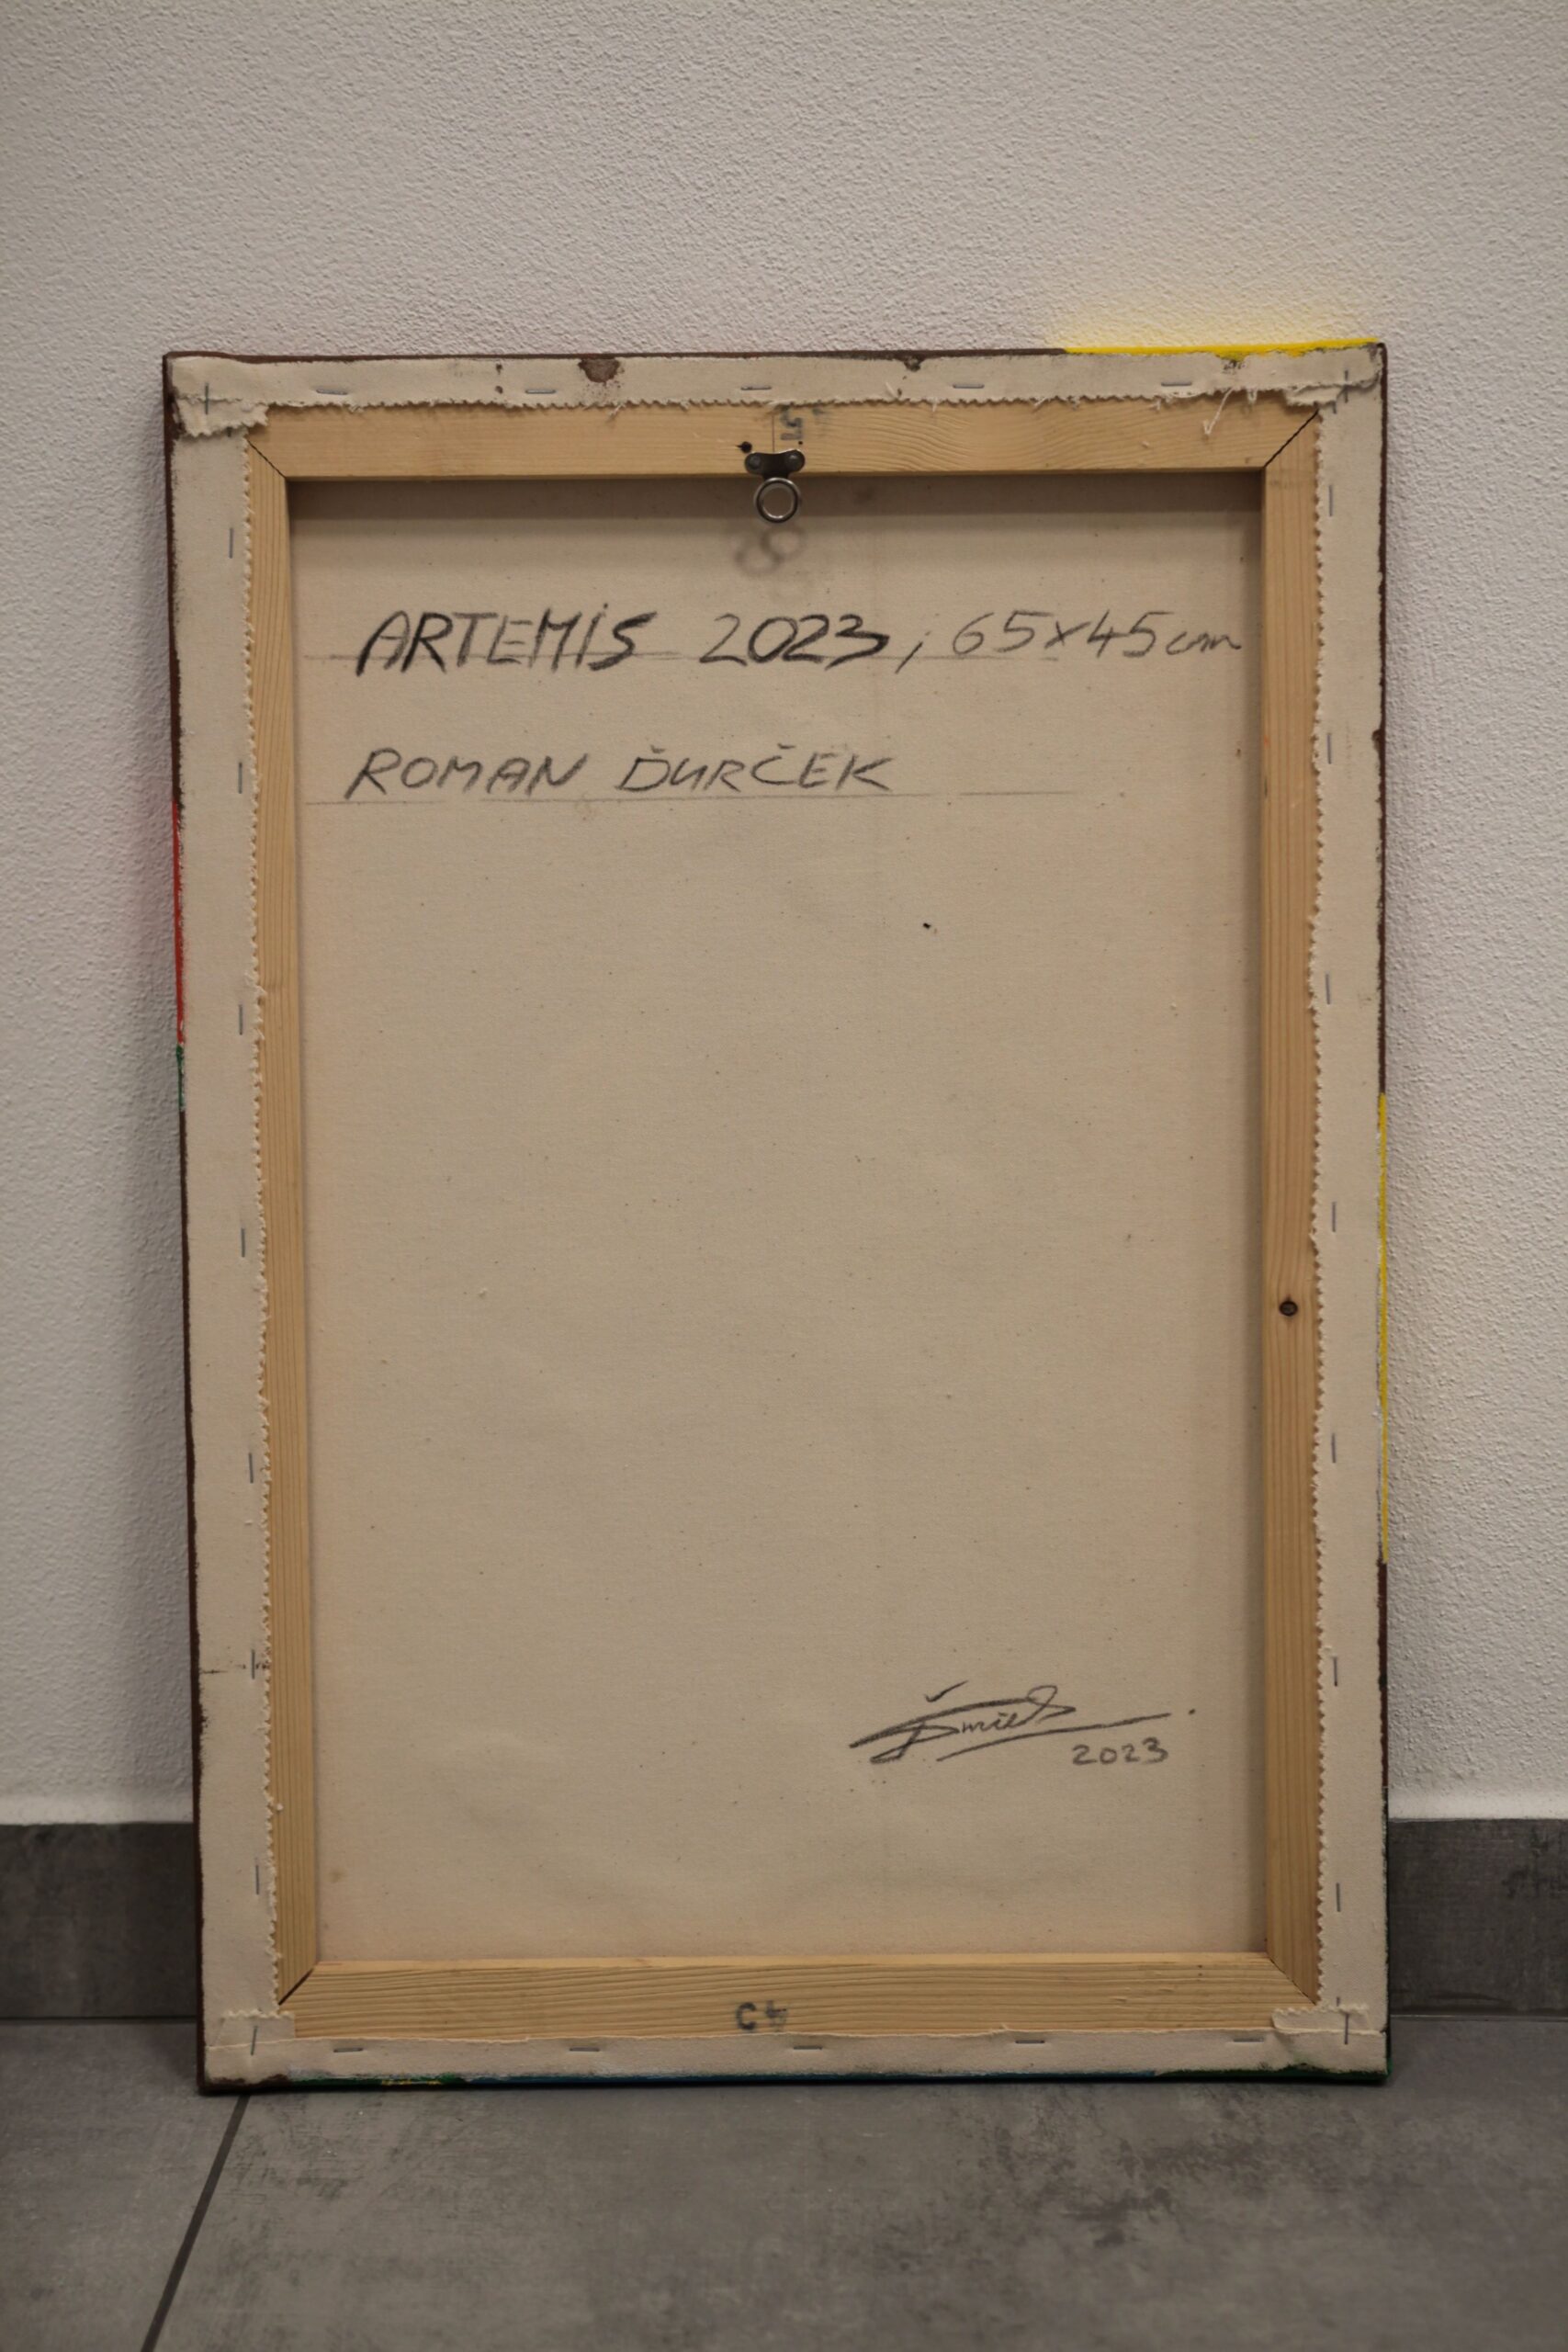 ARTEMIS 2023, 65x45cm
ROMAN ĎURČEK
2023